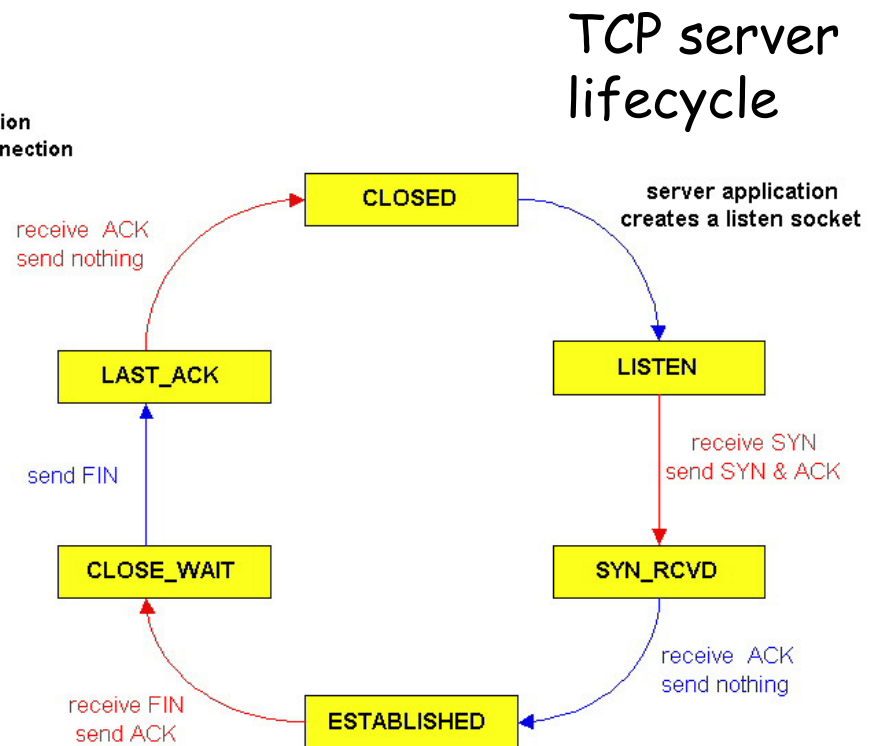 TCP server
lifecycle
ion
nection
CLOSED
server application
creates a listen socket
receive ACK
send nothing
LAST_ACK
LISTEN
receive SYN
send SYN & ACK
send FIN
CLOSE_WAIT
SYN_RCVD
receive ACK
send nothing
receive FIN
send ACK
ESTABLISHED